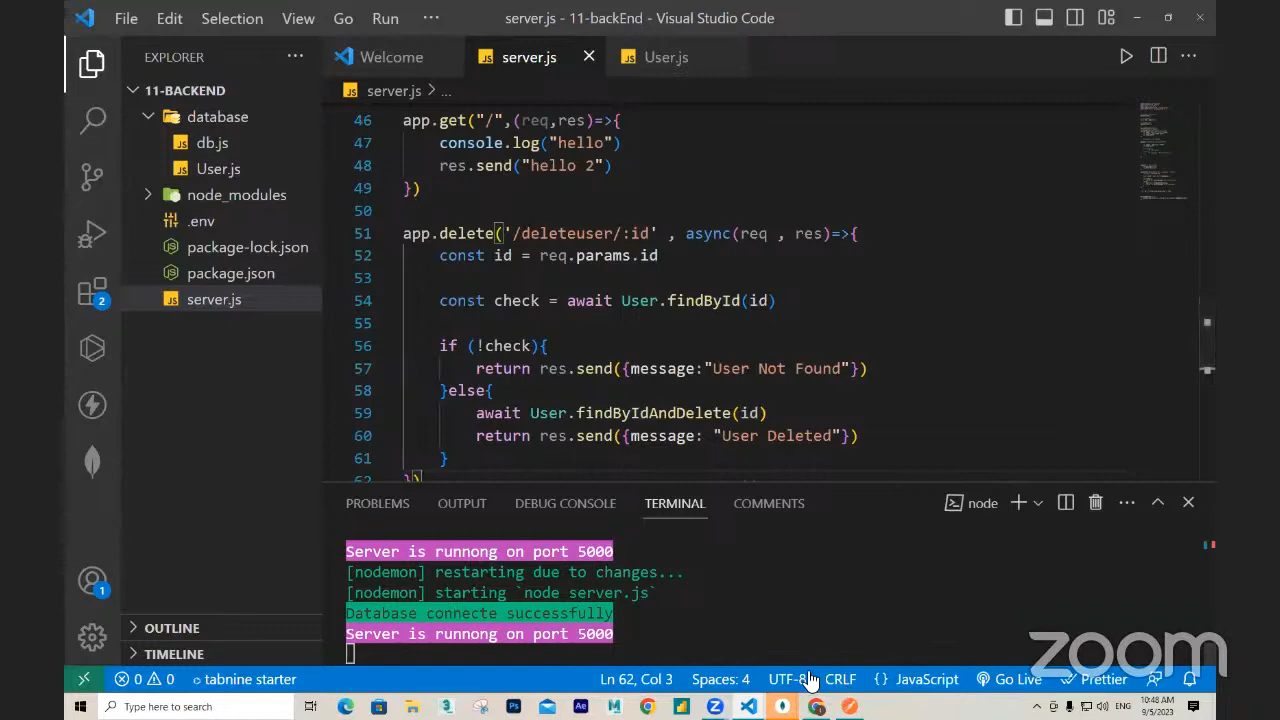 File Edit Selection View Go Run ··· server.js - 11-backEnd - Visual Studio Code
EXPLORER ··· Welcome server.js User.js
11-BACKEND
server.js > ...
database
db.js
User.js
node_modules
.env
package-lock.json
package.json
server.js
46 app.get("/",(req,res)=>{
47 console.log("hello")
48 res.send("hello 2")
49 })
50
51 app.delete('/deleteuser/:id' , async(req , res)=>{
52 const id = req.params.id
53
54 const check = await User.findById(id)
55
56 if (!check){
57 return res.send({message:"User Not Found"})
58 }else{
59 await User.findByIdAndDelete(id)
60 return res.send({message: "User Deleted"})
61 }
62 })
2
1
PROBLEMS OUTPUT DEBUG CONSOLE TERMINAL COMMENTS node
Server is runnong on port 5000
[nodemon] restarting due to changes...
[nodemon] starting `node server.js`
Database connecte successfully
Server is runnong on port 5000
OUTLINE
TIMELINE
zoom
0 0 tabnine starter Ln 62, Col 3 Spaces: 4 UTF-8 CRLF {} JavaScript Go Live Prettier
Type here to search
10:48 AM
9/5/2023